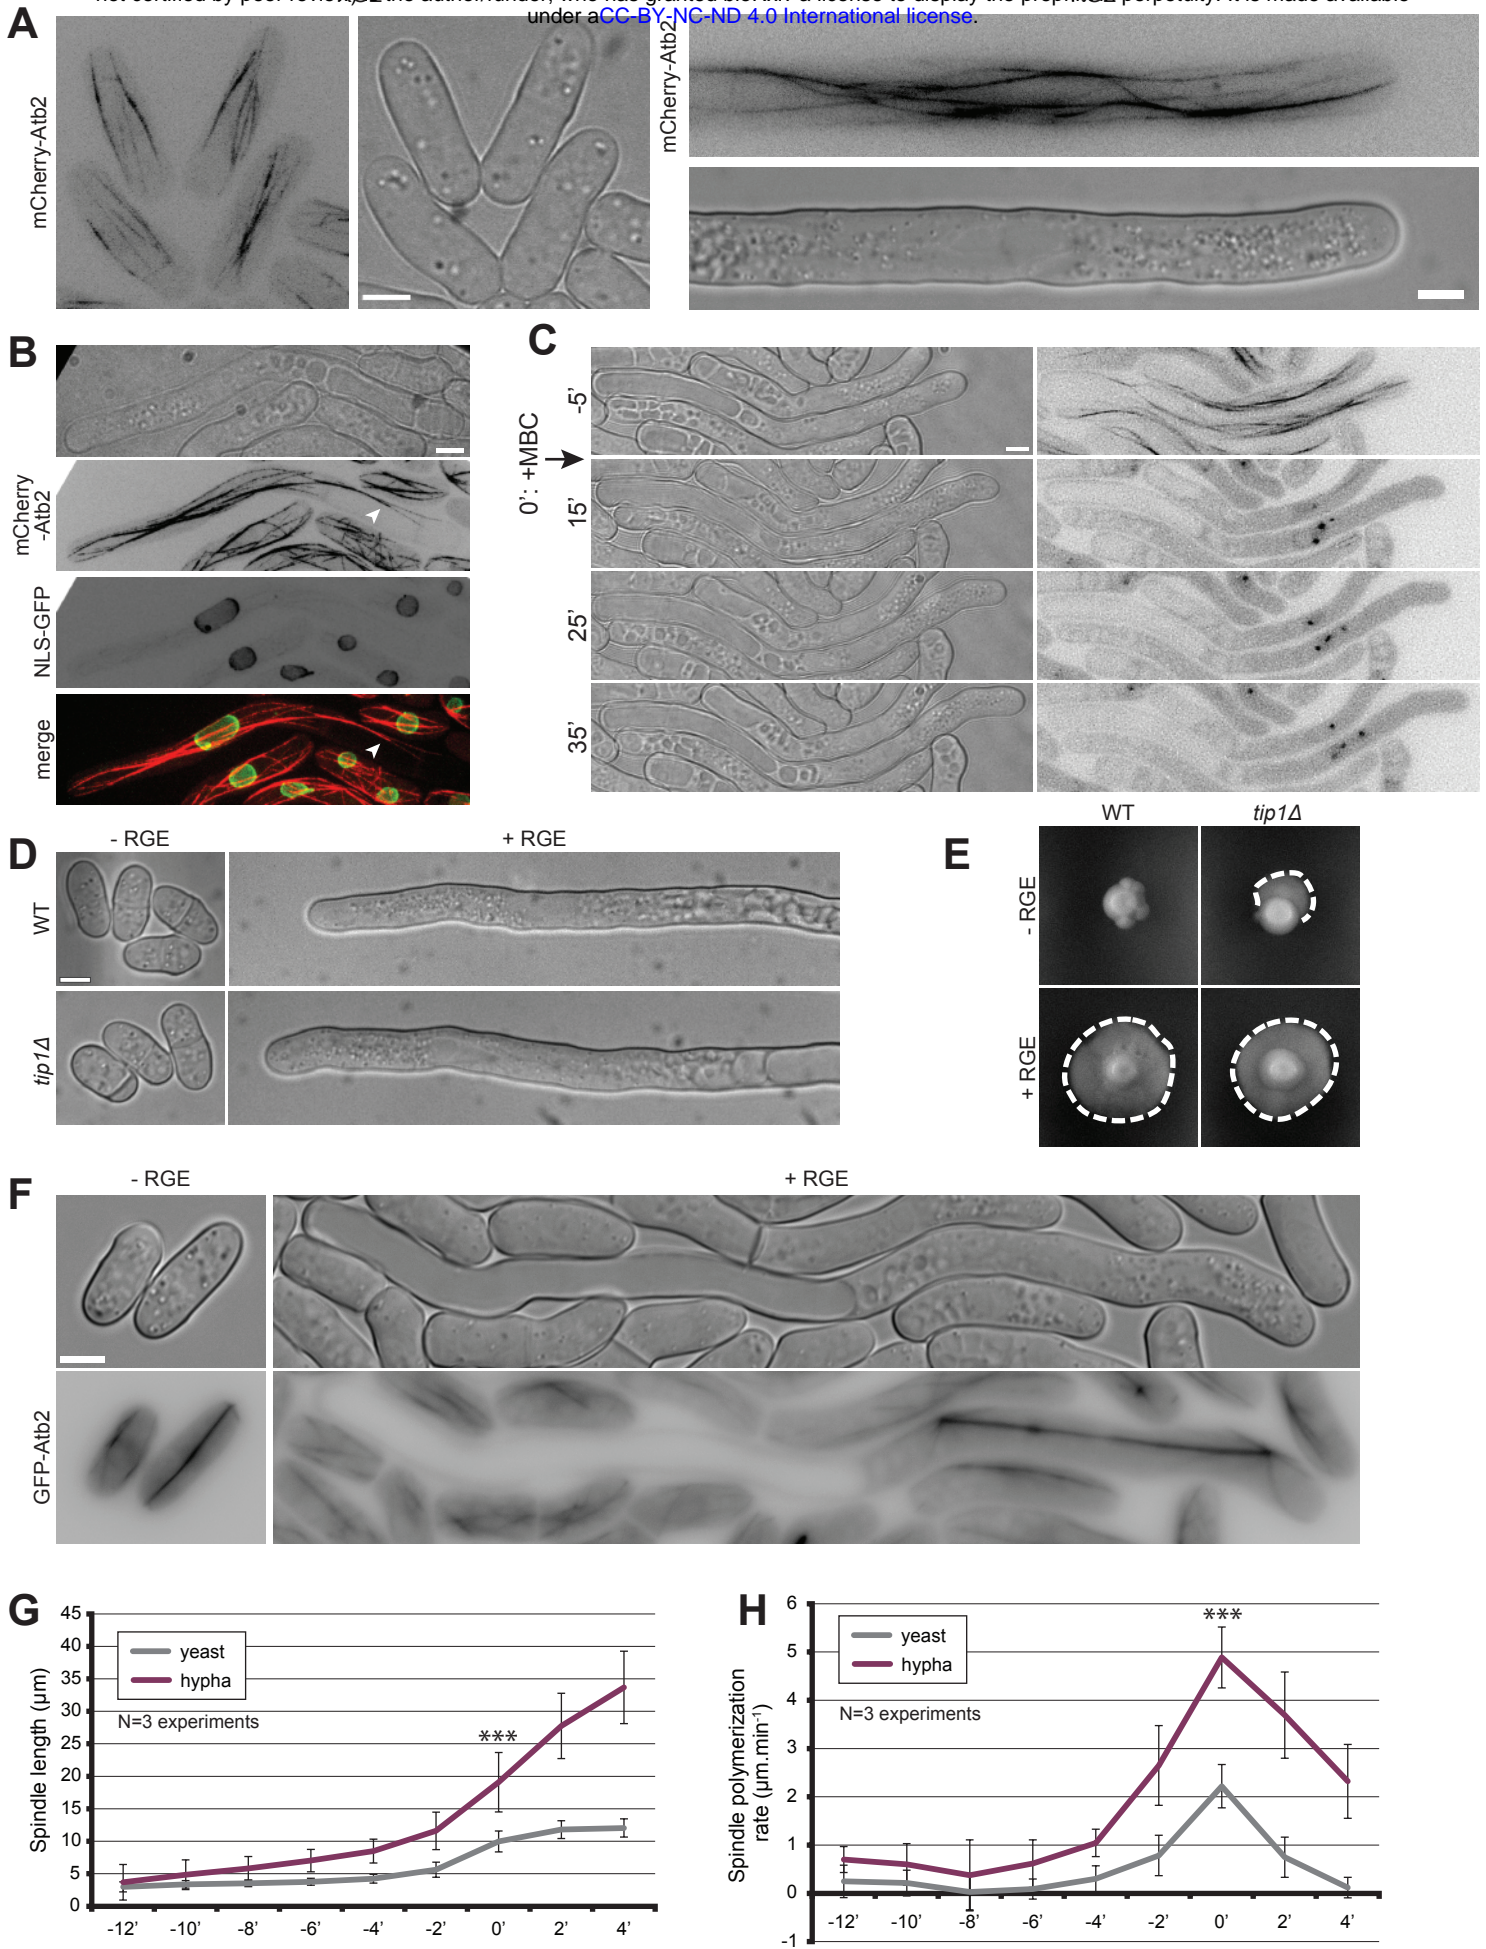 under aCC-BY-NC-ND 4.0 International license.
A
mCherry-Atb2
mCherry-Atb2
B
mCherry
-Atb2
NLS-GFP
merge
C
0': +MBC
-5'
15'
25'
35'
D
- RGE
+ RGE
WT
tip1Δ
E
WT
tip1Δ
- RGE
+ RGE
F
- RGE
+ RGE
GFP-Atb2
G
Spindle length (µm)
45
40
35
30
25
20
15
10
5
0
yeast
hypha
N=3 experiments
***
-12' -10' -8' -6' -4' -2' 0' 2' 4'
H
Spindle polymerization
rate (µm.min-1)
6
5
4
3
2
1
0
-1
yeast
hypha
N=3 experiments
***
-12' -10' -8' -6' -4' -2' 0' 2' 4'